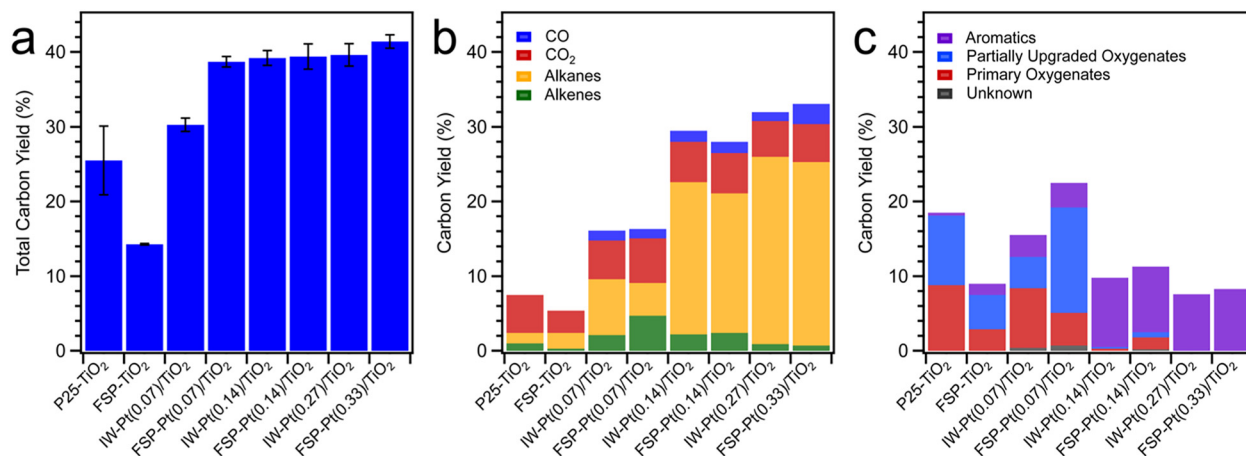 a
Total Carbon Yield (%)
40
30
20
10
0
P25-TiO₂
FSP-TiO₂
IW-Pt(0.07)/TiO₂
FSP-Pt(0.07)/TiO₂
IW-Pt(0.14)/TiO₂
FSP-Pt(0.14)/TiO₂
IW-Pt(0.27)/TiO₂
FSP-Pt(0.33)/TiO₂
b
CO
CO₂
Alkanes
Alkenes
Carbon Yield (%)
40
30
20
10
0
P25-TiO₂
FSP-TiO₂
IW-Pt(0.07)/TiO₂
FSP-Pt(0.07)/TiO₂
IW-Pt(0.14)/TiO₂
FSP-Pt(0.14)/TiO₂
IW-Pt(0.27)/TiO₂
FSP-Pt(0.33)/TiO₂
c
Aromatics
Partially Upgraded Oxygenates
Primary Oxygenates
Unknown
Carbon Yield (%)
40
30
20
10
0
P25-TiO₂
FSP-TiO₂
IW-Pt(0.07)/TiO₂
FSP-Pt(0.07)/TiO₂
IW-Pt(0.14)/TiO₂
FSP-Pt(0.14)/TiO₂
IW-Pt(0.27)/TiO₂
FSP-Pt(0.33)/TiO₂